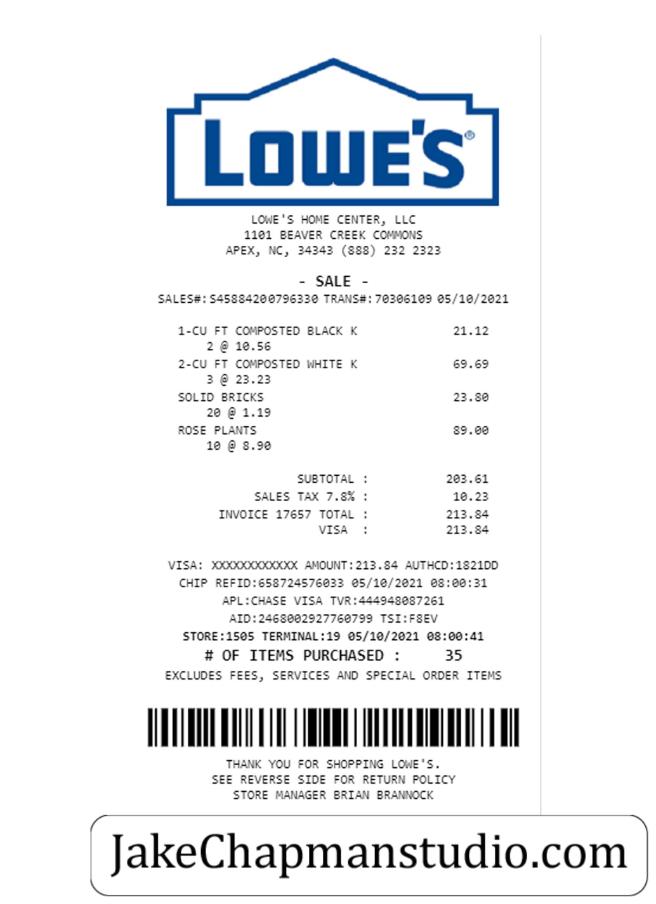 LOWE'S®
LOWE'S HOME CENTER, LLC
1101 BEAVER CREEK COMMONS
APEX, NC, 34343 (888) 232 2323
- SALE -
SALES#:S45884200796330 TRANS#:70306109 05/10/2021
1-CU FT COMPOSTED BLACK K 21.12
2 @ 10.56
2-CU FT COMPOSTED WHITE K 69.69
3 @ 23.23
SOLID BRICKS 23.80
20 @ 1.19
ROSE PLANTS 89.00
10 @ 8.90
SUBTOTAL : 203.61
SALES TAX 7.8% : 10.23
INVOICE 17657 TOTAL : 213.84
VISA : 213.84
VISA: XXXXXXXXXXXX AMOUNT:213.84 AUTHCD:1821DD
CHIP REFID:658724576033 05/10/2021 08:00:31
APL:CHASE VISA TVR:444948087261
AID:2468002927760799 TSI:F8EV
STORE:1505 TERMINAL:19 05/10/2021 08:00:41
# OF ITEMS PURCHASED : 35
EXCLUDES FEES, SERVICES AND SPECIAL ORDER ITEMS
THANK YOU FOR SHOPPING LOWE'S.
SEE REVERSE SIDE FOR RETURN POLICY
STORE MANAGER BRIAN BRANNOCK
JakeChapmanstudio.com